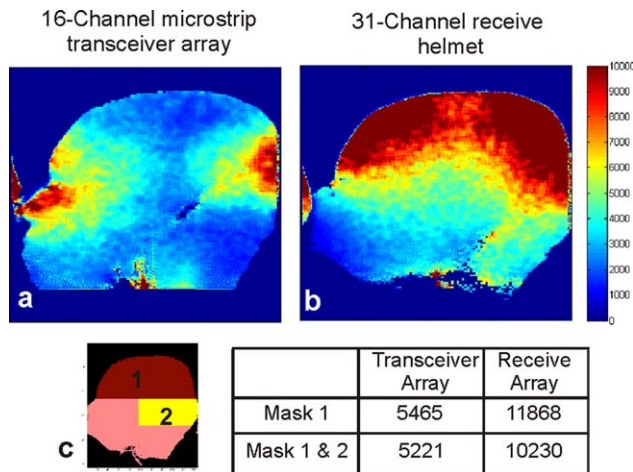 16-Channel microstrip
transceiver array
31-Channel receive
helmet
10000
9000
8000
7000
6000
5000
4000
3000
2000
1000
0
a
b
c
1
2
Transceiver Array
Receive Array
Mask 1
5465
11868
Mask 1 & 2
5221
10230